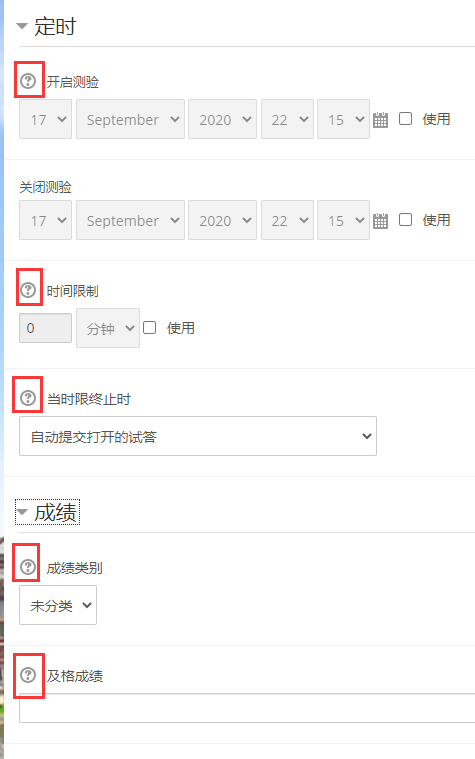 定时
开启测验
17 September 2020 22 15 使用
关闭测验
17 September 2020 22 15 使用
时间限制
0 分钟 使用
当时限终止时
自动提交打开的试答
成绩
成绩类别
未分类
及格成绩